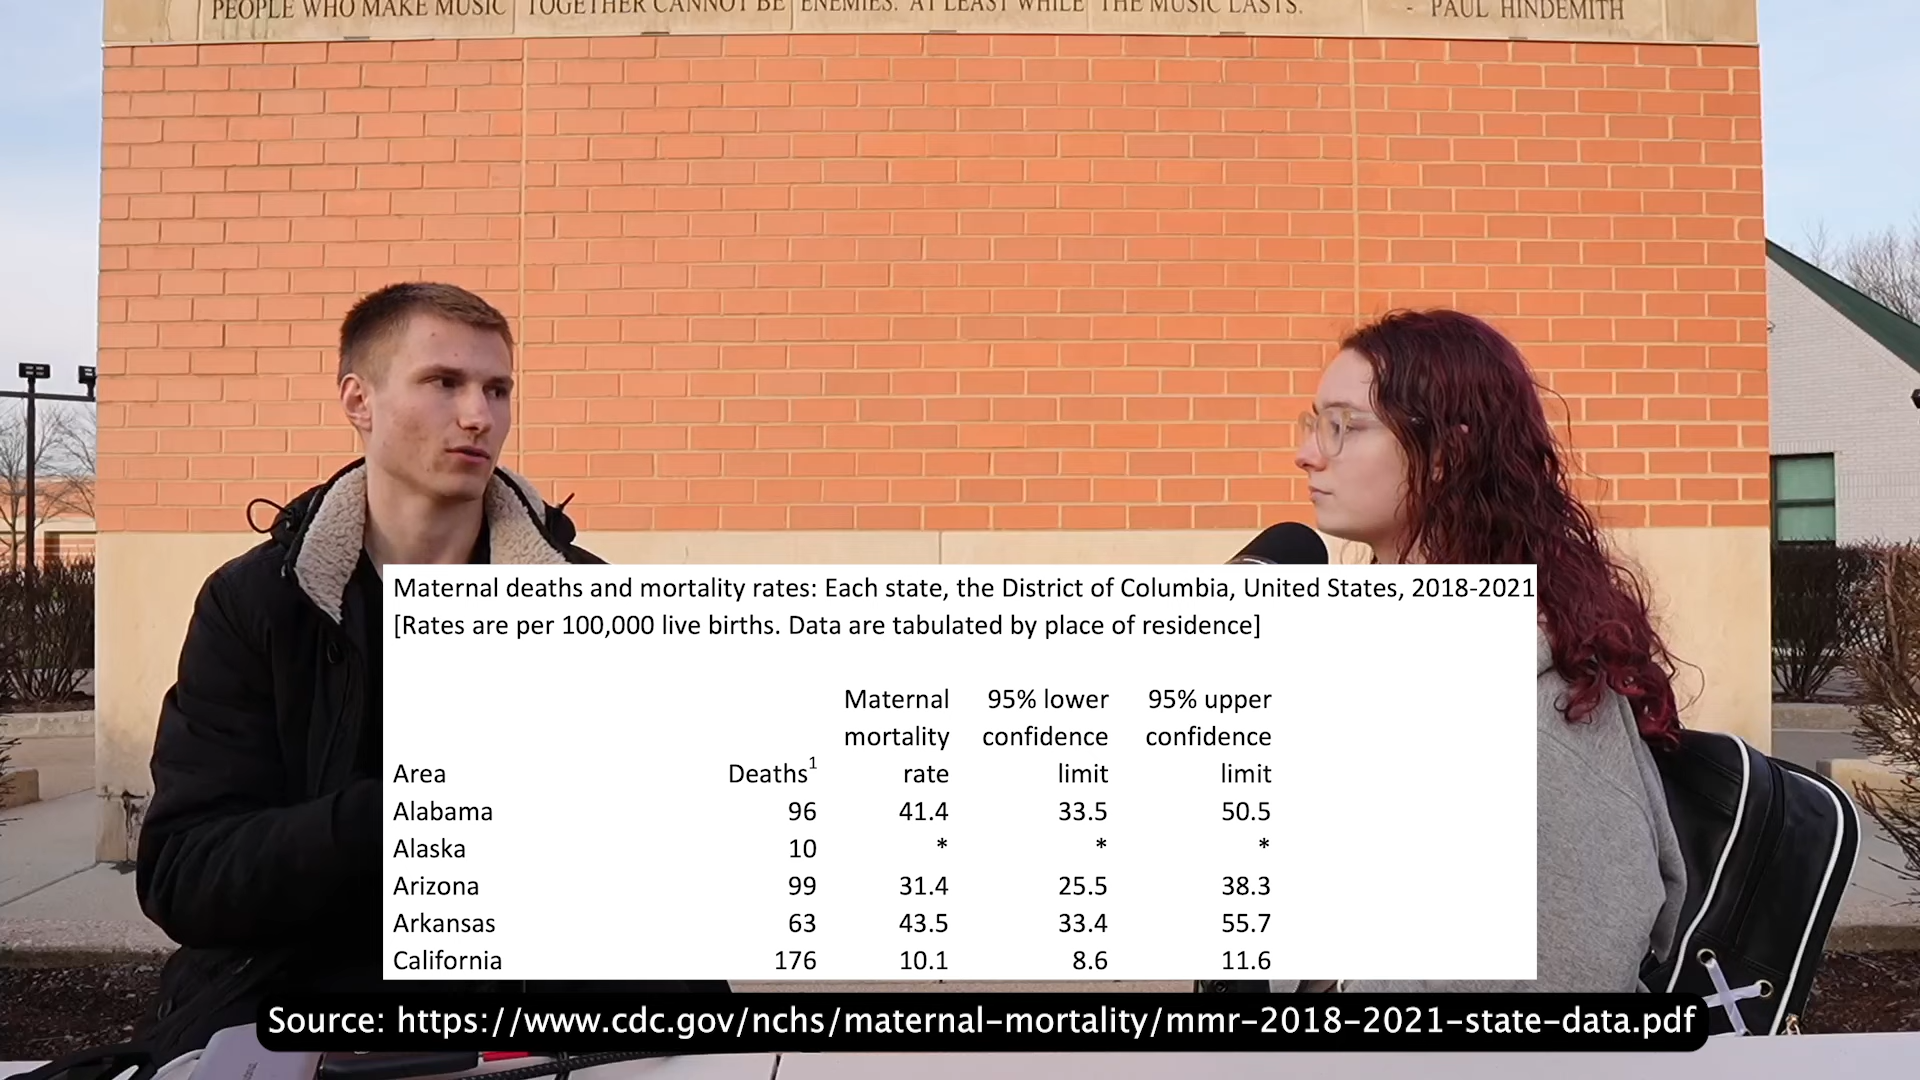 PEOPLE WHO MAKE MUSIC TOGETHER CANNOT BE ENEMIES. AT LEAST WHILE THE MUSIC LASTS. - PAUL HINDEMITH
Maternal deaths and mortality rates: Each state, the District of Columbia, United States, 2018-2021
[Rates are per 100,000 live births. Data are tabulated by place of residence]
Maternal 95% lower 95% upper
mortality confidence confidence
Area Deaths1 rate limit limit
Alabama 96 41.4 33.5 50.5
Alaska 10 * * *
Arizona 99 31.4 25.5 38.3
Arkansas 63 43.5 33.4 55.7
California 176 10.1 8.6 11.6
Source: https://www.cdc.gov/nchs/maternal-mortality/mmr-2018-2021-state-data.pdf